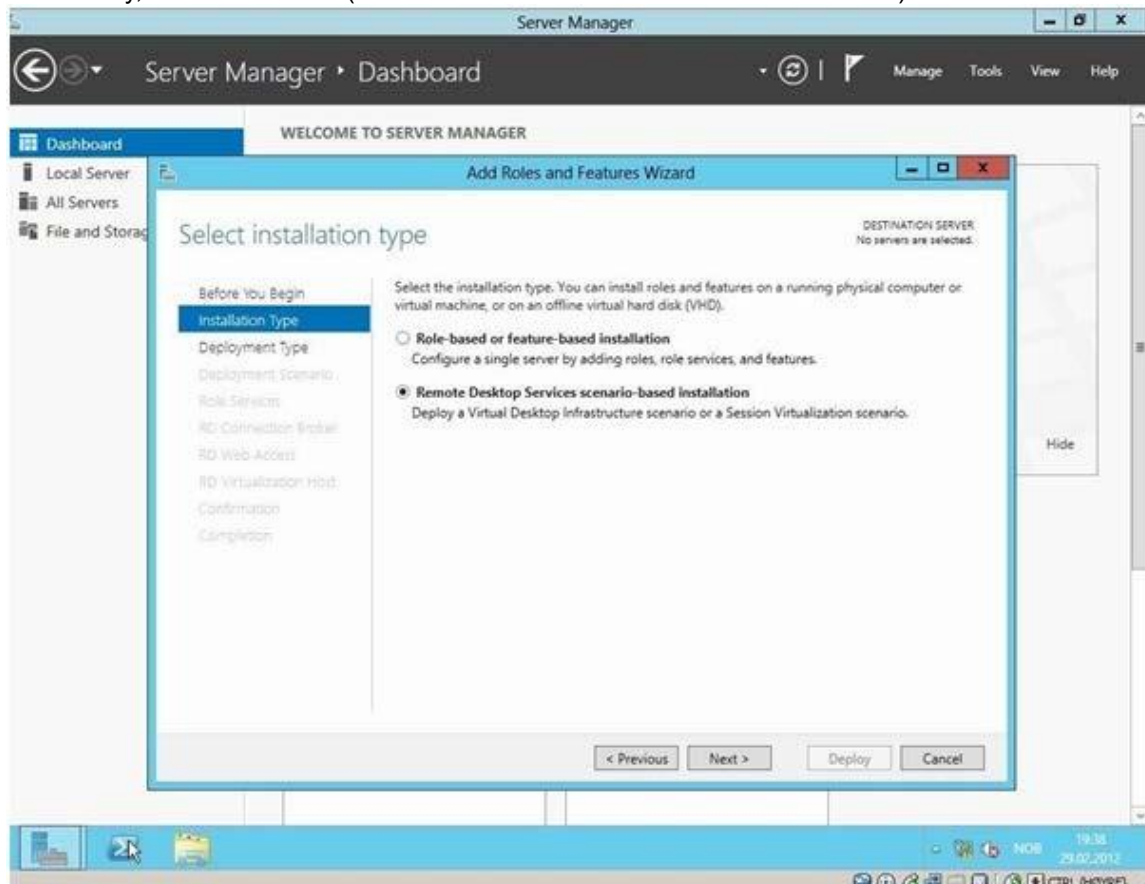 Server Manager
Server Manager • Dashboard
Manage Tools View Help
Dashboard
Local Server
All Servers
File and Storag
WELCOME TO SERVER MANAGER
Hide
Add Roles and Features Wizard
Select installation type
DESTINATION SERVER
No servers are selected.
Before You Begin
Installation Type
Deployment Type
Deployment Scenario
Role Services
RD Connection Broker
RD Web Access
RD Virtualization Host
Confirmation
Completion
Select the installation type. You can install roles and features on a running physical computer or
virtual machine, or on an offline virtual hard disk (VHD).
Role-based or feature-based installation
Configure a single server by adding roles, role services, and features.
Remote Desktop Services scenario-based installation
Deploy a Virtual Desktop Infrastructure scenario or a Session Virtualization scenario.
< Previous Next > Deploy Cancel
NOB 19:38
29.02.2012